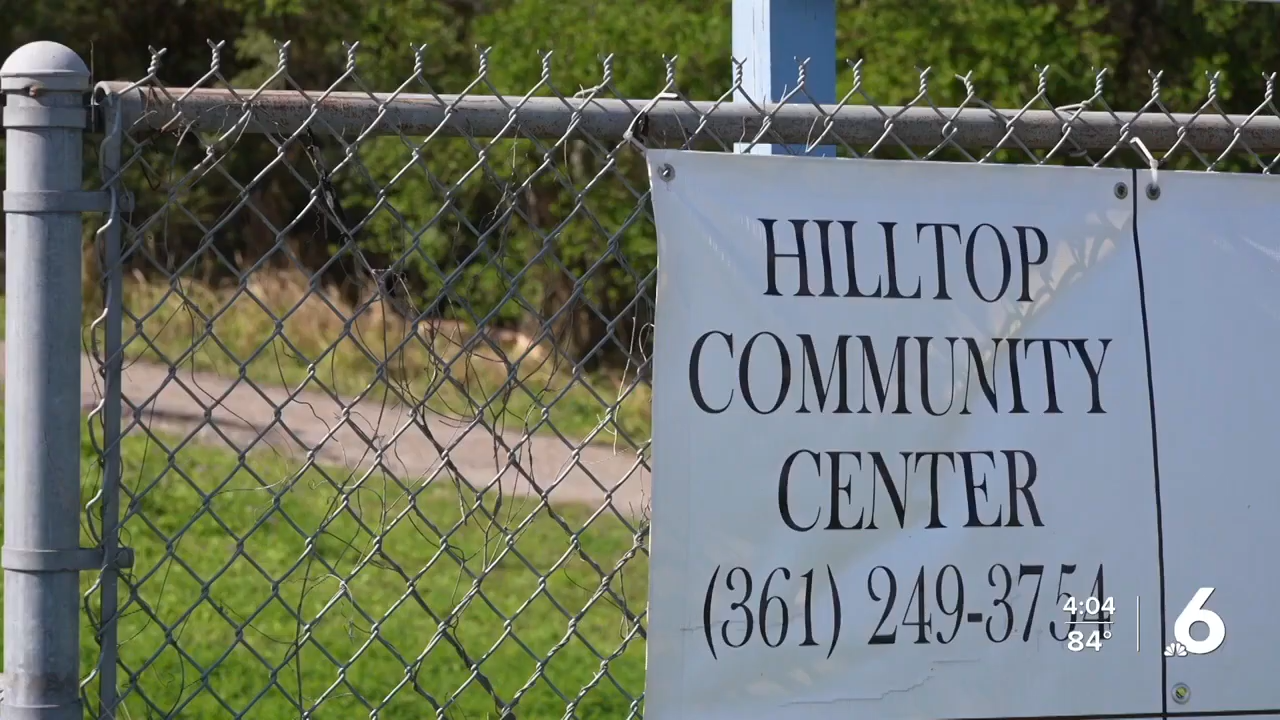 HILLTOP
COMMUNITY
CENTER
(361) 249-3754
4:04
84°
6